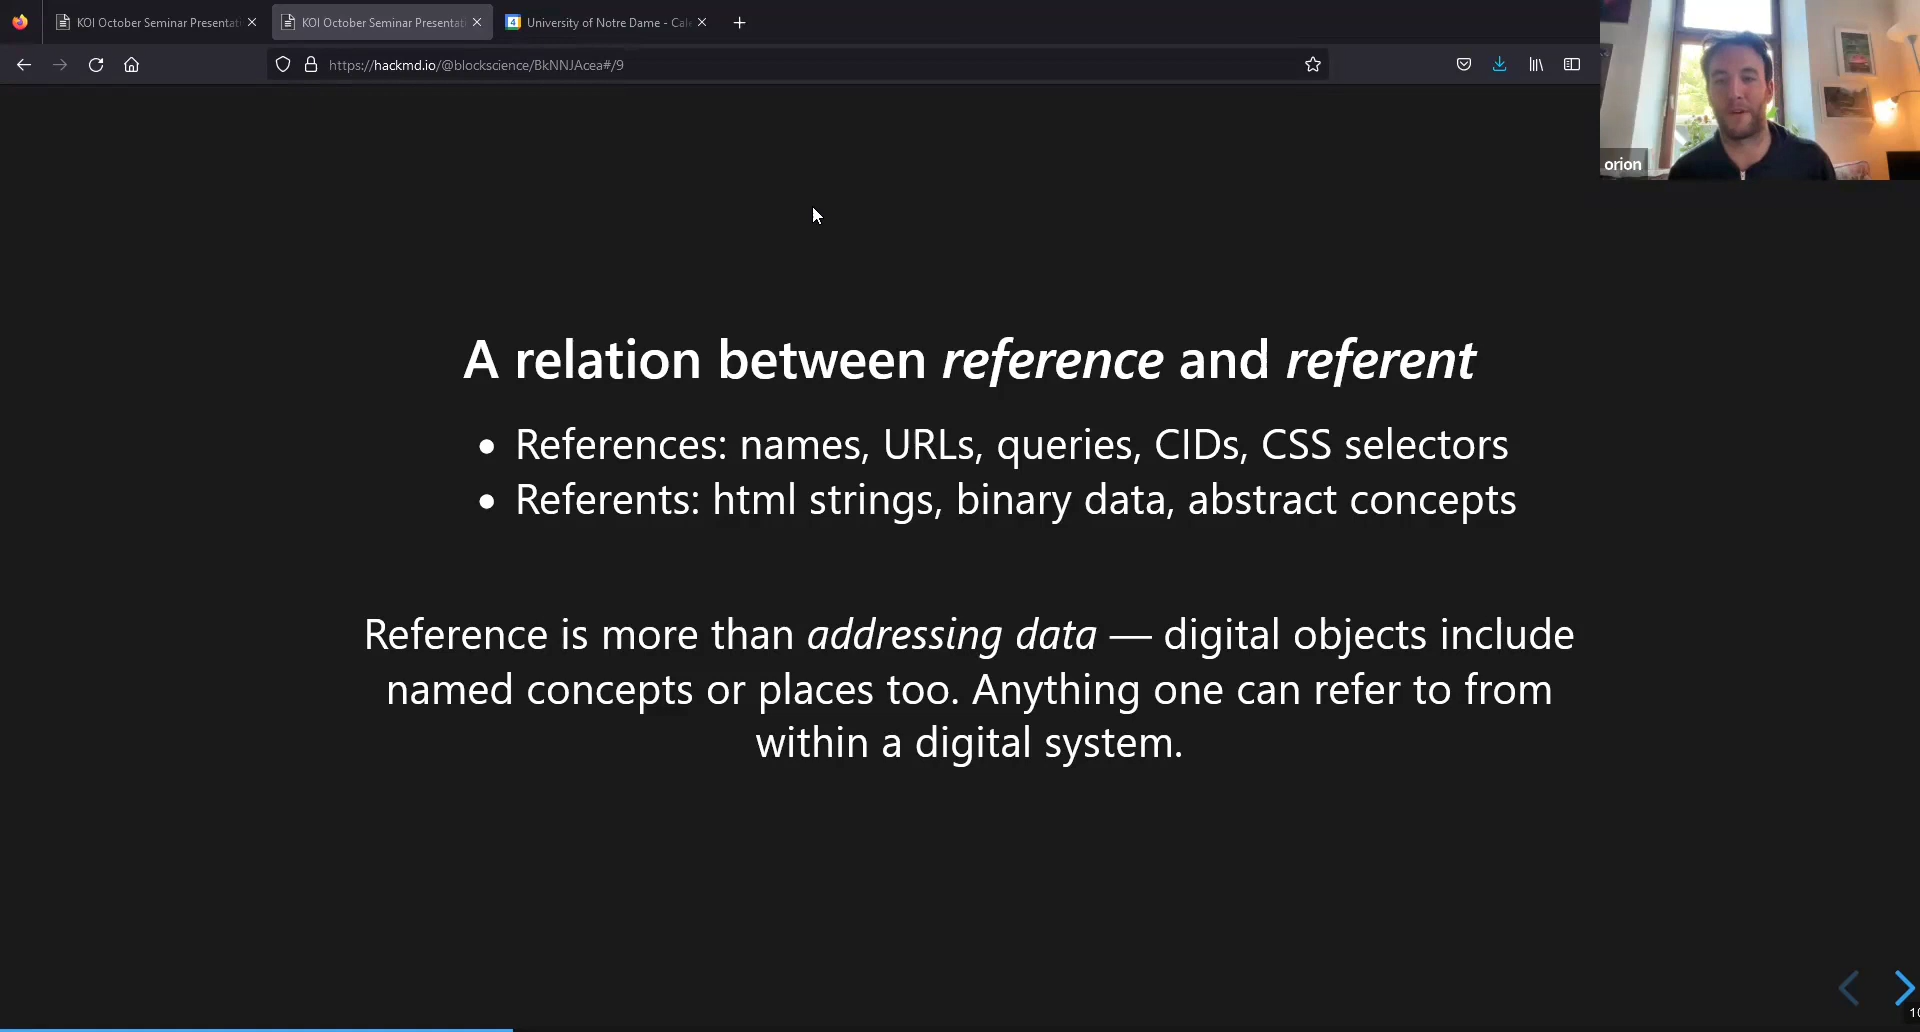 KOI October Seminar Presentati
KOI October Seminar Presentati
4
University of Notre Dame - Cal
https://hackmd.io/@blockscience/BkNNJAcea#/9
orion
A relation between reference and referent
• References: names, URLs, queries, CIDs, CSS selectors
• Referents: html strings, binary data, abstract concepts
Reference is more than addressing data — digital objects include
named concepts or places too. Anything one can refer to from
within a digital system.
10